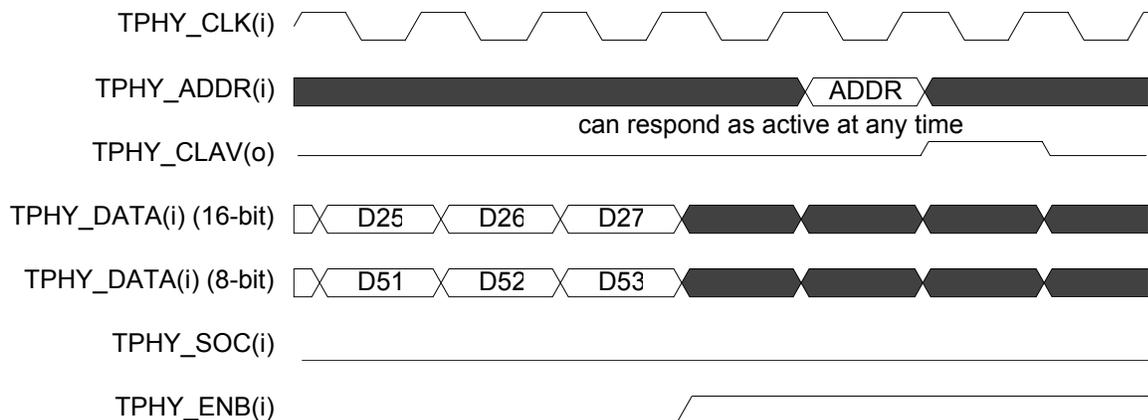 TPHY_CLK(i)
TPHY_ADDR(i)
ADDR
can respond as active at any time
TPHY_CLAV(o)
TPHY_DATA(i) (16-bit)
D25
D26
D27
TPHY_DATA(i) (8-bit)
D51
D52
D53
TPHY_SOC(i)
TPHY_ENB(i)